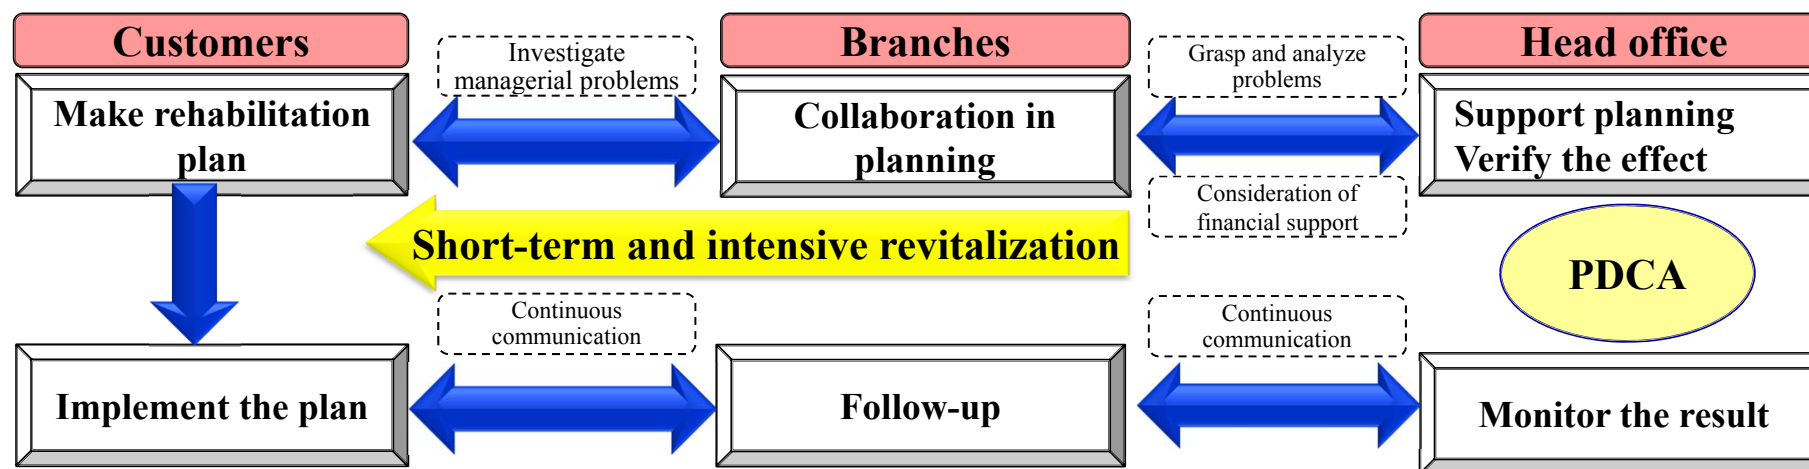 Customers
Investigate
managerial problems
Branches
Grasp and analyze
problems
Head office
Make rehabilitation
plan
Collaboration in
planning
Support planning
Verify the effect
Consideration of
financial support
Short-term and intensive revitalization
PDCA
Continuous
communication
Continuous
communication
Implement the plan
Follow-up
Monitor the result